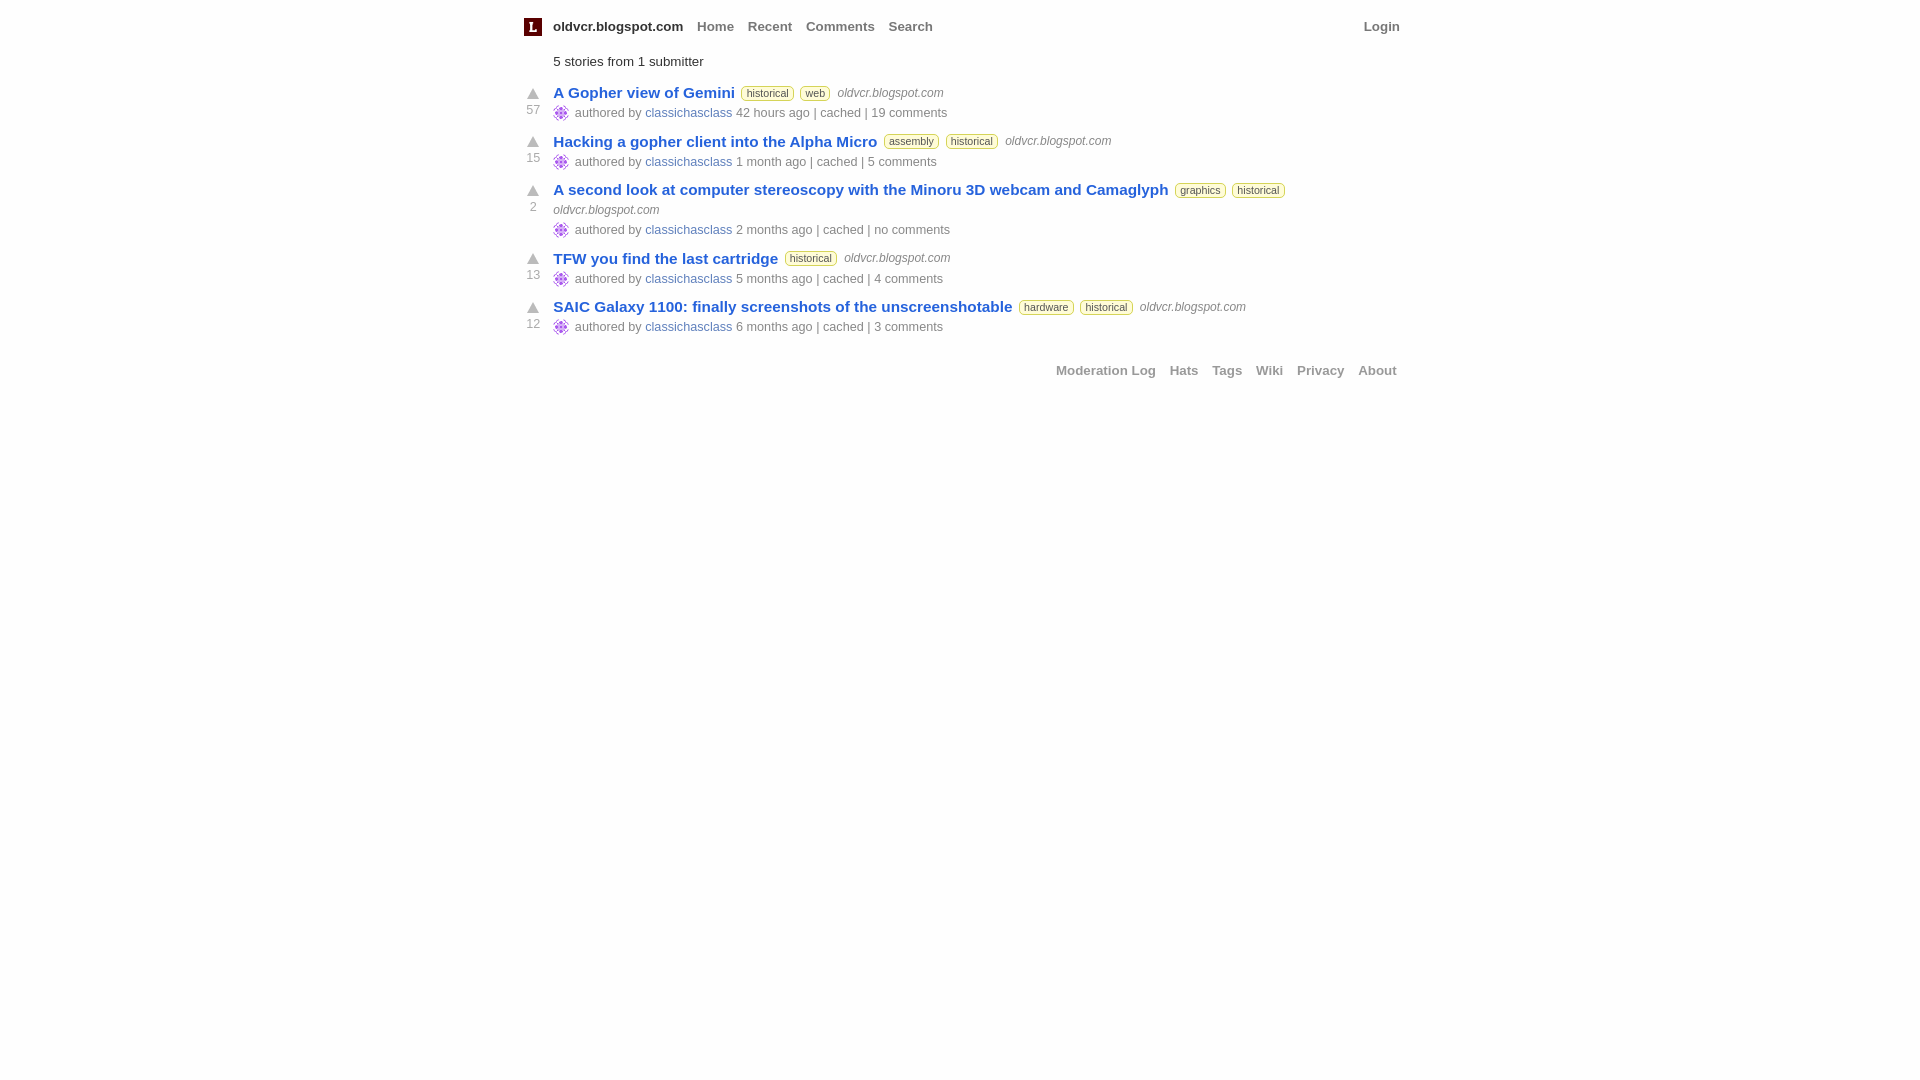 L oldvcr.blogspot.com Home Recent Comments Search Login
5 stories from 1 submitter
A Gopher view of Gemini historical web oldvcr.blogspot.com
57 authored by classichasclass 42 hours ago | cached | 19 comments
Hacking a gopher client into the Alpha Micro assembly historical oldvcr.blogspot.com
15 authored by classichasclass 1 month ago | cached | 5 comments
A second look at computer stereoscopy with the Minoru 3D webcam and Camaglyph graphics historical
2 oldvcr.blogspot.com
authored by classichasclass 2 months ago | cached | no comments
TFW you find the last cartridge historical oldvcr.blogspot.com
13 authored by classichasclass 5 months ago | cached | 4 comments
SAIC Galaxy 1100: finally screenshots of the unscreenshotable hardware historical oldvcr.blogspot.com
12 authored by classichasclass 6 months ago | cached | 3 comments
Moderation Log Hats Tags Wiki Privacy About